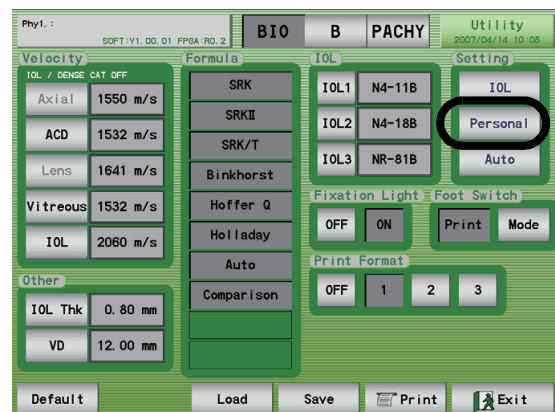 Phy1. :
SOFT:V1.00.01 FPGA:R0.2
BIO
B
PACHY
Utility
2007/04/14 10:08
Velocity
IOL / DENSE CAT OFF
Axial 1550 m/s
ACD 1532 m/s
Lens 1641 m/s
Vitreous 1532 m/s
IOL 2060 m/s
Other
IOL Thk 0.80 mm
VD 12.00 mm
Formula
SRK
SRKⅡ
SRK/T
Binkhorst
Hoffer Q
Holladay
Auto
Comparison
IOL
IOL1 N4-11B
IOL2 N4-18B
IOL3 NR-81B
Setting
IOL
Personal
Auto
Fixation Light
OFF ON
Foot Switch
Print Mode
Print Format
OFF 1 2 3
Default
Load
Save
Print
Exit